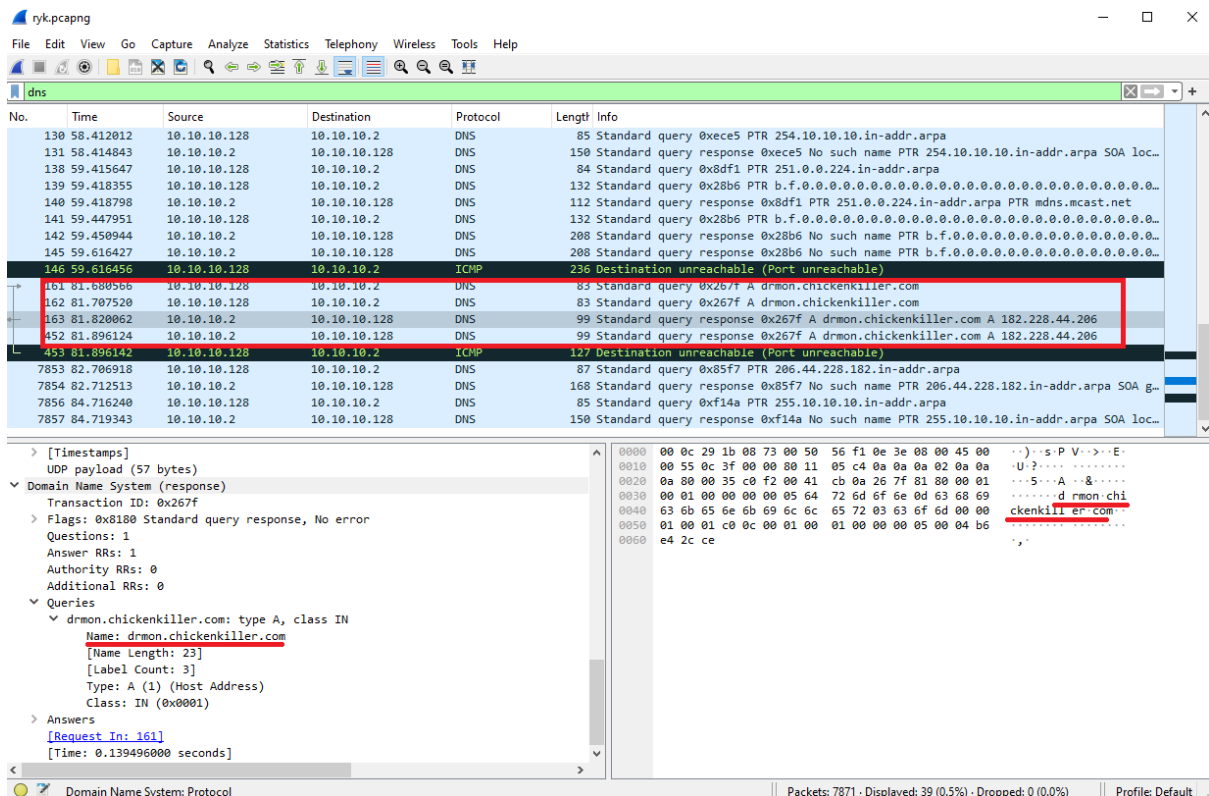 ryk.pcapng
File Edit View Go Capture Analyze Statistics Telephony Wireless Tools Help
dns
No. Time Source Destination Protocol Length Info
130 58.412012 10.10.10.128 10.10.10.2 DNS 85 Standard query 0xece5 PTR 254.10.10.10.in-addr.arpa
131 58.414843 10.10.10.2 10.10.10.128 DNS 150 Standard query response 0xece5 No such name PTR 254.10.10.10.in-addr.arpa SOA loc…
138 59.415647 10.10.10.128 10.10.10.2 DNS 84 Standard query 0x8df1 PTR 251.0.0.224.in-addr.arpa
139 59.418355 10.10.10.128 10.10.10.2 DNS 132 Standard query 0x28b6 PTR b.f.0.0.0.0.0.0.0.0.0.0.0.0.0.0.0.0.0.0.0…
140 59.418798 10.10.10.2 10.10.10.128 DNS 112 Standard query response 0x8df1 PTR 251.0.0.224.in-addr.arpa PTR mdns.mcast.net
141 59.447951 10.10.10.128 10.10.10.2 DNS 132 Standard query 0x28b6 PTR b.f.0.0.0.0.0.0.0.0.0.0.0.0.0.0.0.0.0.0.0…
142 59.450944 10.10.10.2 10.10.10.128 DNS 208 Standard query response 0x28b6 No such name PTR b.f.0.0.0.0.0.0.0.0.0.0.0…
145 59.616427 10.10.10.2 10.10.10.128 DNS 208 Standard query response 0x28b6 No such name PTR b.f.0.0.0.0.0.0.0.0.0.0.0…
146 59.616456 10.10.10.128 10.10.10.2 ICMP 236 Destination unreachable (Port unreachable)
161 81.680566 10.10.10.128 10.10.10.2 DNS 83 Standard query 0x267f A drmon.chickenkiller.com
162 81.707520 10.10.10.128 10.10.10.2 DNS 83 Standard query 0x267f A drmon.chickenkiller.com
163 81.820062 10.10.10.2 10.10.10.128 DNS 99 Standard query response 0x267f A drmon.chickenkiller.com A 182.228.44.206
452 81.896124 10.10.10.2 10.10.10.128 DNS 99 Standard query response 0x267f A drmon.chickenkiller.com A 182.228.44.206
453 81.896142 10.10.10.128 10.10.10.2 ICMP 127 Destination unreachable (Port unreachable)
7853 82.706918 10.10.10.128 10.10.10.2 DNS 87 Standard query 0x85f7 PTR 206.44.228.182.in-addr.arpa
7854 82.712513 10.10.10.2 10.10.10.128 DNS 168 Standard query response 0x85f7 No such name PTR 206.44.228.182.in-addr.arpa SOA g…
7856 84.716240 10.10.10.128 10.10.10.2 DNS 85 Standard query 0xf14a PTR 255.10.10.10.in-addr.arpa
7857 84.719343 10.10.10.2 10.10.10.128 DNS 150 Standard query response 0xf14a No such name PTR 255.10.10.10.in-addr.arpa SOA loc…
[Timestamps]
UDP payload (57 bytes)
Domain Name System (response)
Transaction ID: 0x267f
Flags: 0x8180 Standard query response, No error
Questions: 1
Answer RRs: 1
Authority RRs: 0
Additional RRs: 0
Queries
drmon.chickenkiller.com: type A, class IN
Name: drmon.chickenkiller.com
[Name Length: 23]
[Label Count: 3]
Type: A (1) (Host Address)
Class: IN (0x0001)
Answers
[Request In: 161]
[Time: 0.139496000 seconds]
0000 00 0c 29 1b 08 73 00 50 56 f1 0e 3e 08 00 45 00 ··)··s·P V··>··E·
0010 00 55 0c 3f 00 00 80 11 05 c4 0a 0a 0a 02 0a 0a ·U·?···· ········
0020 0a 80 00 35 c0 f2 00 41 cb 0a 26 7f 81 80 00 01 ···5···A ··&·····
0030 00 01 00 00 00 00 05 64 72 6d 6f 6e 0d 63 68 69 ·······d rmon·chi
0040 63 6b 65 6e 6b 69 6c 6c 65 72 03 63 6f 6d 00 00 ckenkill er·com··
0050 01 00 01 c0 0c 00 01 00 01 00 00 00 05 00 04 b6 ········ ········
0060 e4 2c ce ·,·
Domain Name System: Protocol Packets: 7871 · Displayed: 39 (0.5%) · Dropped: 0 (0.0%) Profile: Default